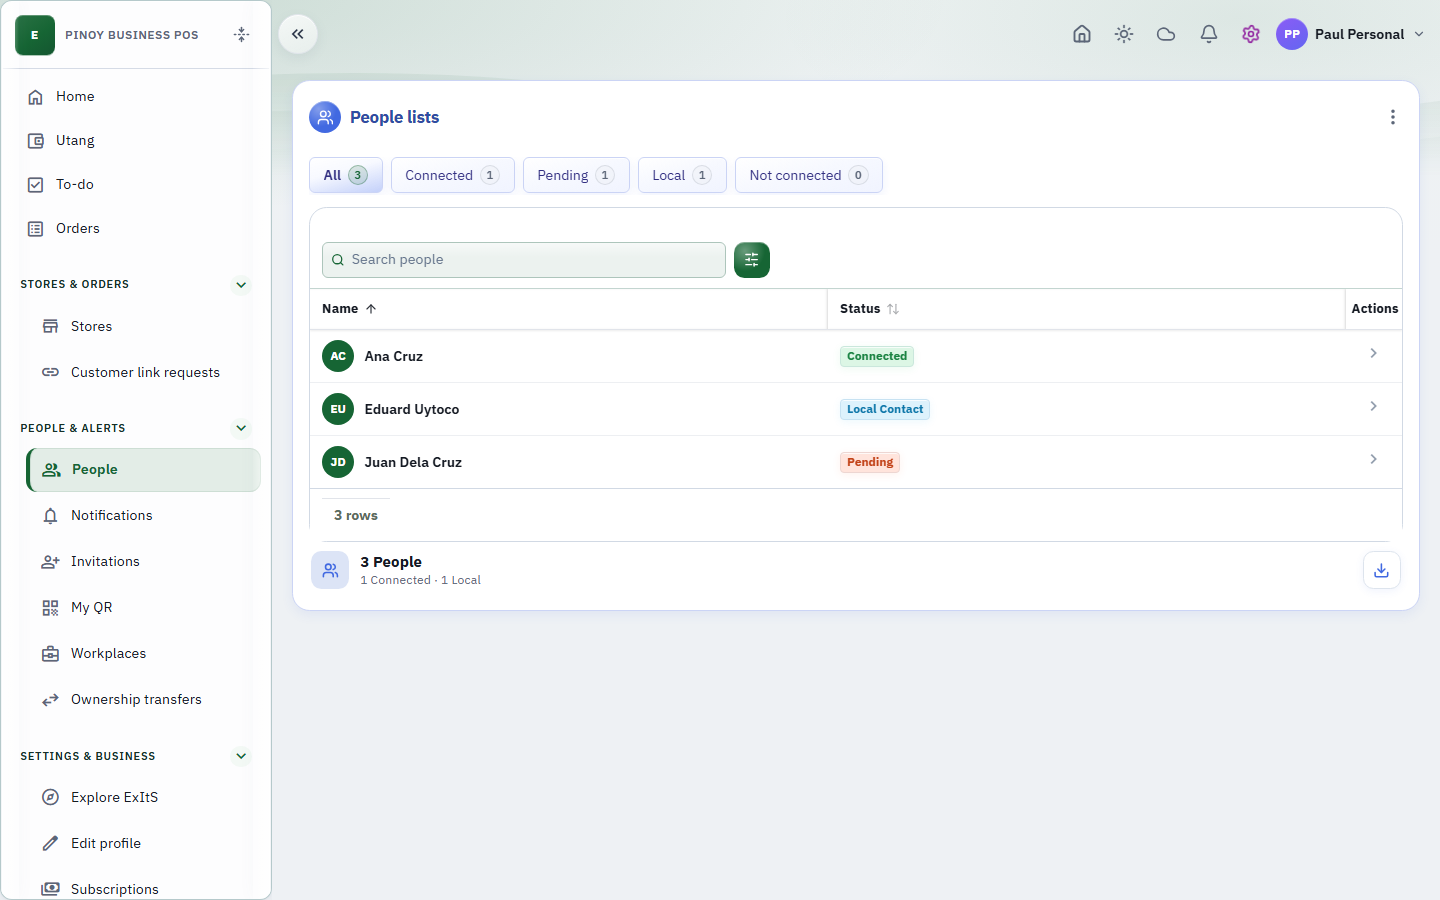 E PINOY BUSINESS POS
Home
Utang
To-do
Orders
STORES & ORDERS
Stores
Customer link requests
PEOPLE & ALERTS
People
Notifications
Invitations
My QR
Workplaces
Ownership transfers
SETTINGS & BUSINESS
Explore ExItS
Edit profile
Subscriptions
PP Paul Personal
People lists
All 3 Connected 1 Pending 1 Local 1 Not connected 0
Search people
Name Status Actions
AC Ana Cruz Connected
EU Eduard Uytoco Local Contact
JD Juan Dela Cruz Pending
3 rows
3 People
1 Connected · 1 Local